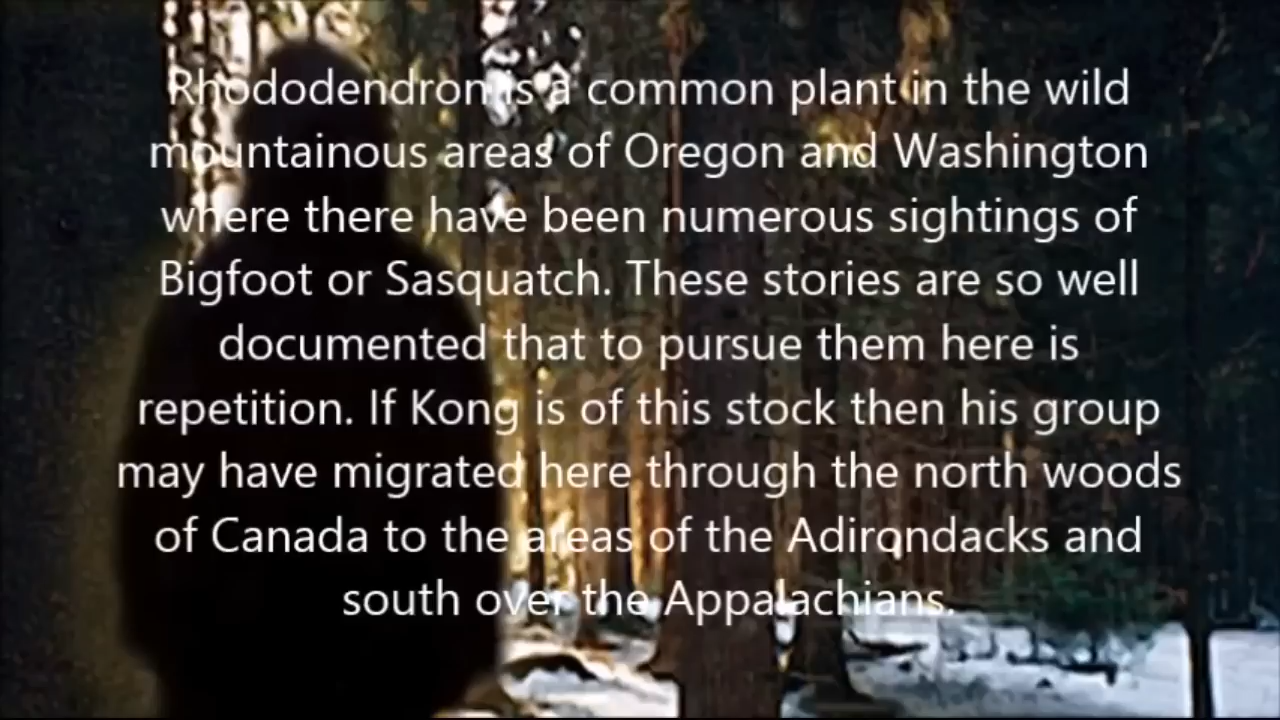 Rhododendron is a common plant in the wild
mountainous areas of Oregon and Washington
where there have been numerous sightings of
Bigfoot or Sasquatch. These stories are so well
documented that to pursue them here is
repetition. If Kong is of this stock then his group
may have migrated here through the north woods
of Canada to the areas of the Adirondacks and
south over the Appalachians.